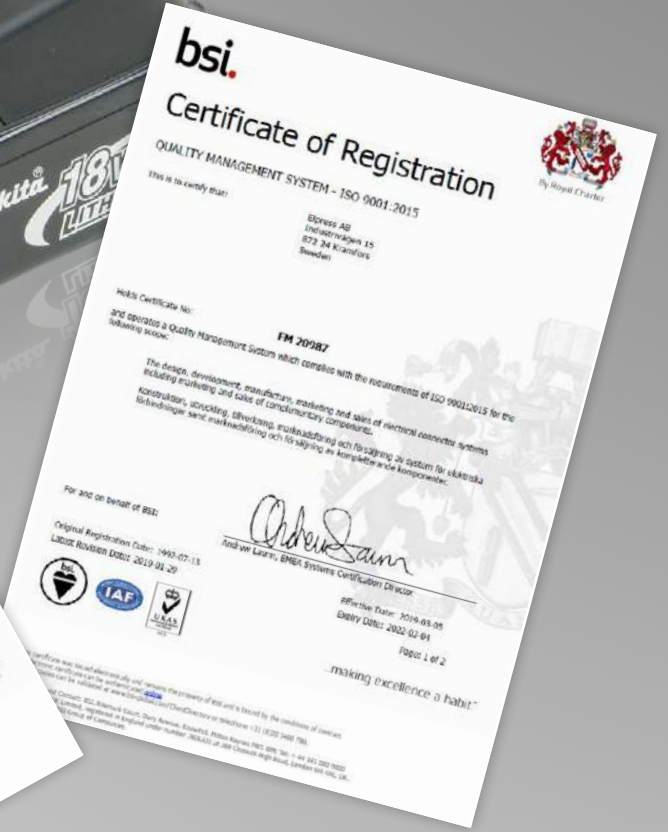 bsi.
Certificate of Registration
By Royal Charter
QUALITY MANAGEMENT SYSTEM - ISO 9001:2015
This is to certify that:
Elpress AB
Industrivägen 15
872 24 Kramfors
Sweden
Holds Certificate No:
FM 20987
and operates a Quality Management System which complies with the requirements of ISO 9001:2015 for the
following scope:
The design, development, manufacture, marketing and sales of electrical connector systems
including marketing and sales of complementary components.
Konstruktion, utveckling, tillverkning, marknadsföring och försäljning av system för elektriska
förbindningar samt marknadsföring och försäljning av kompletterande komponenter.
For and on behalf of BSI:
Andrew Launn, EMEA Systems Certification Director
Original Registration Date: 1992-07-13
Latest Revision Date: 2019-01-29
Effective Date: 2019-03-05
Expiry Date: 2022-02-04
Page: 1 of 2
bsi.
IAF
UKAS
...making excellence a habit.™
kita® 18V
LITH